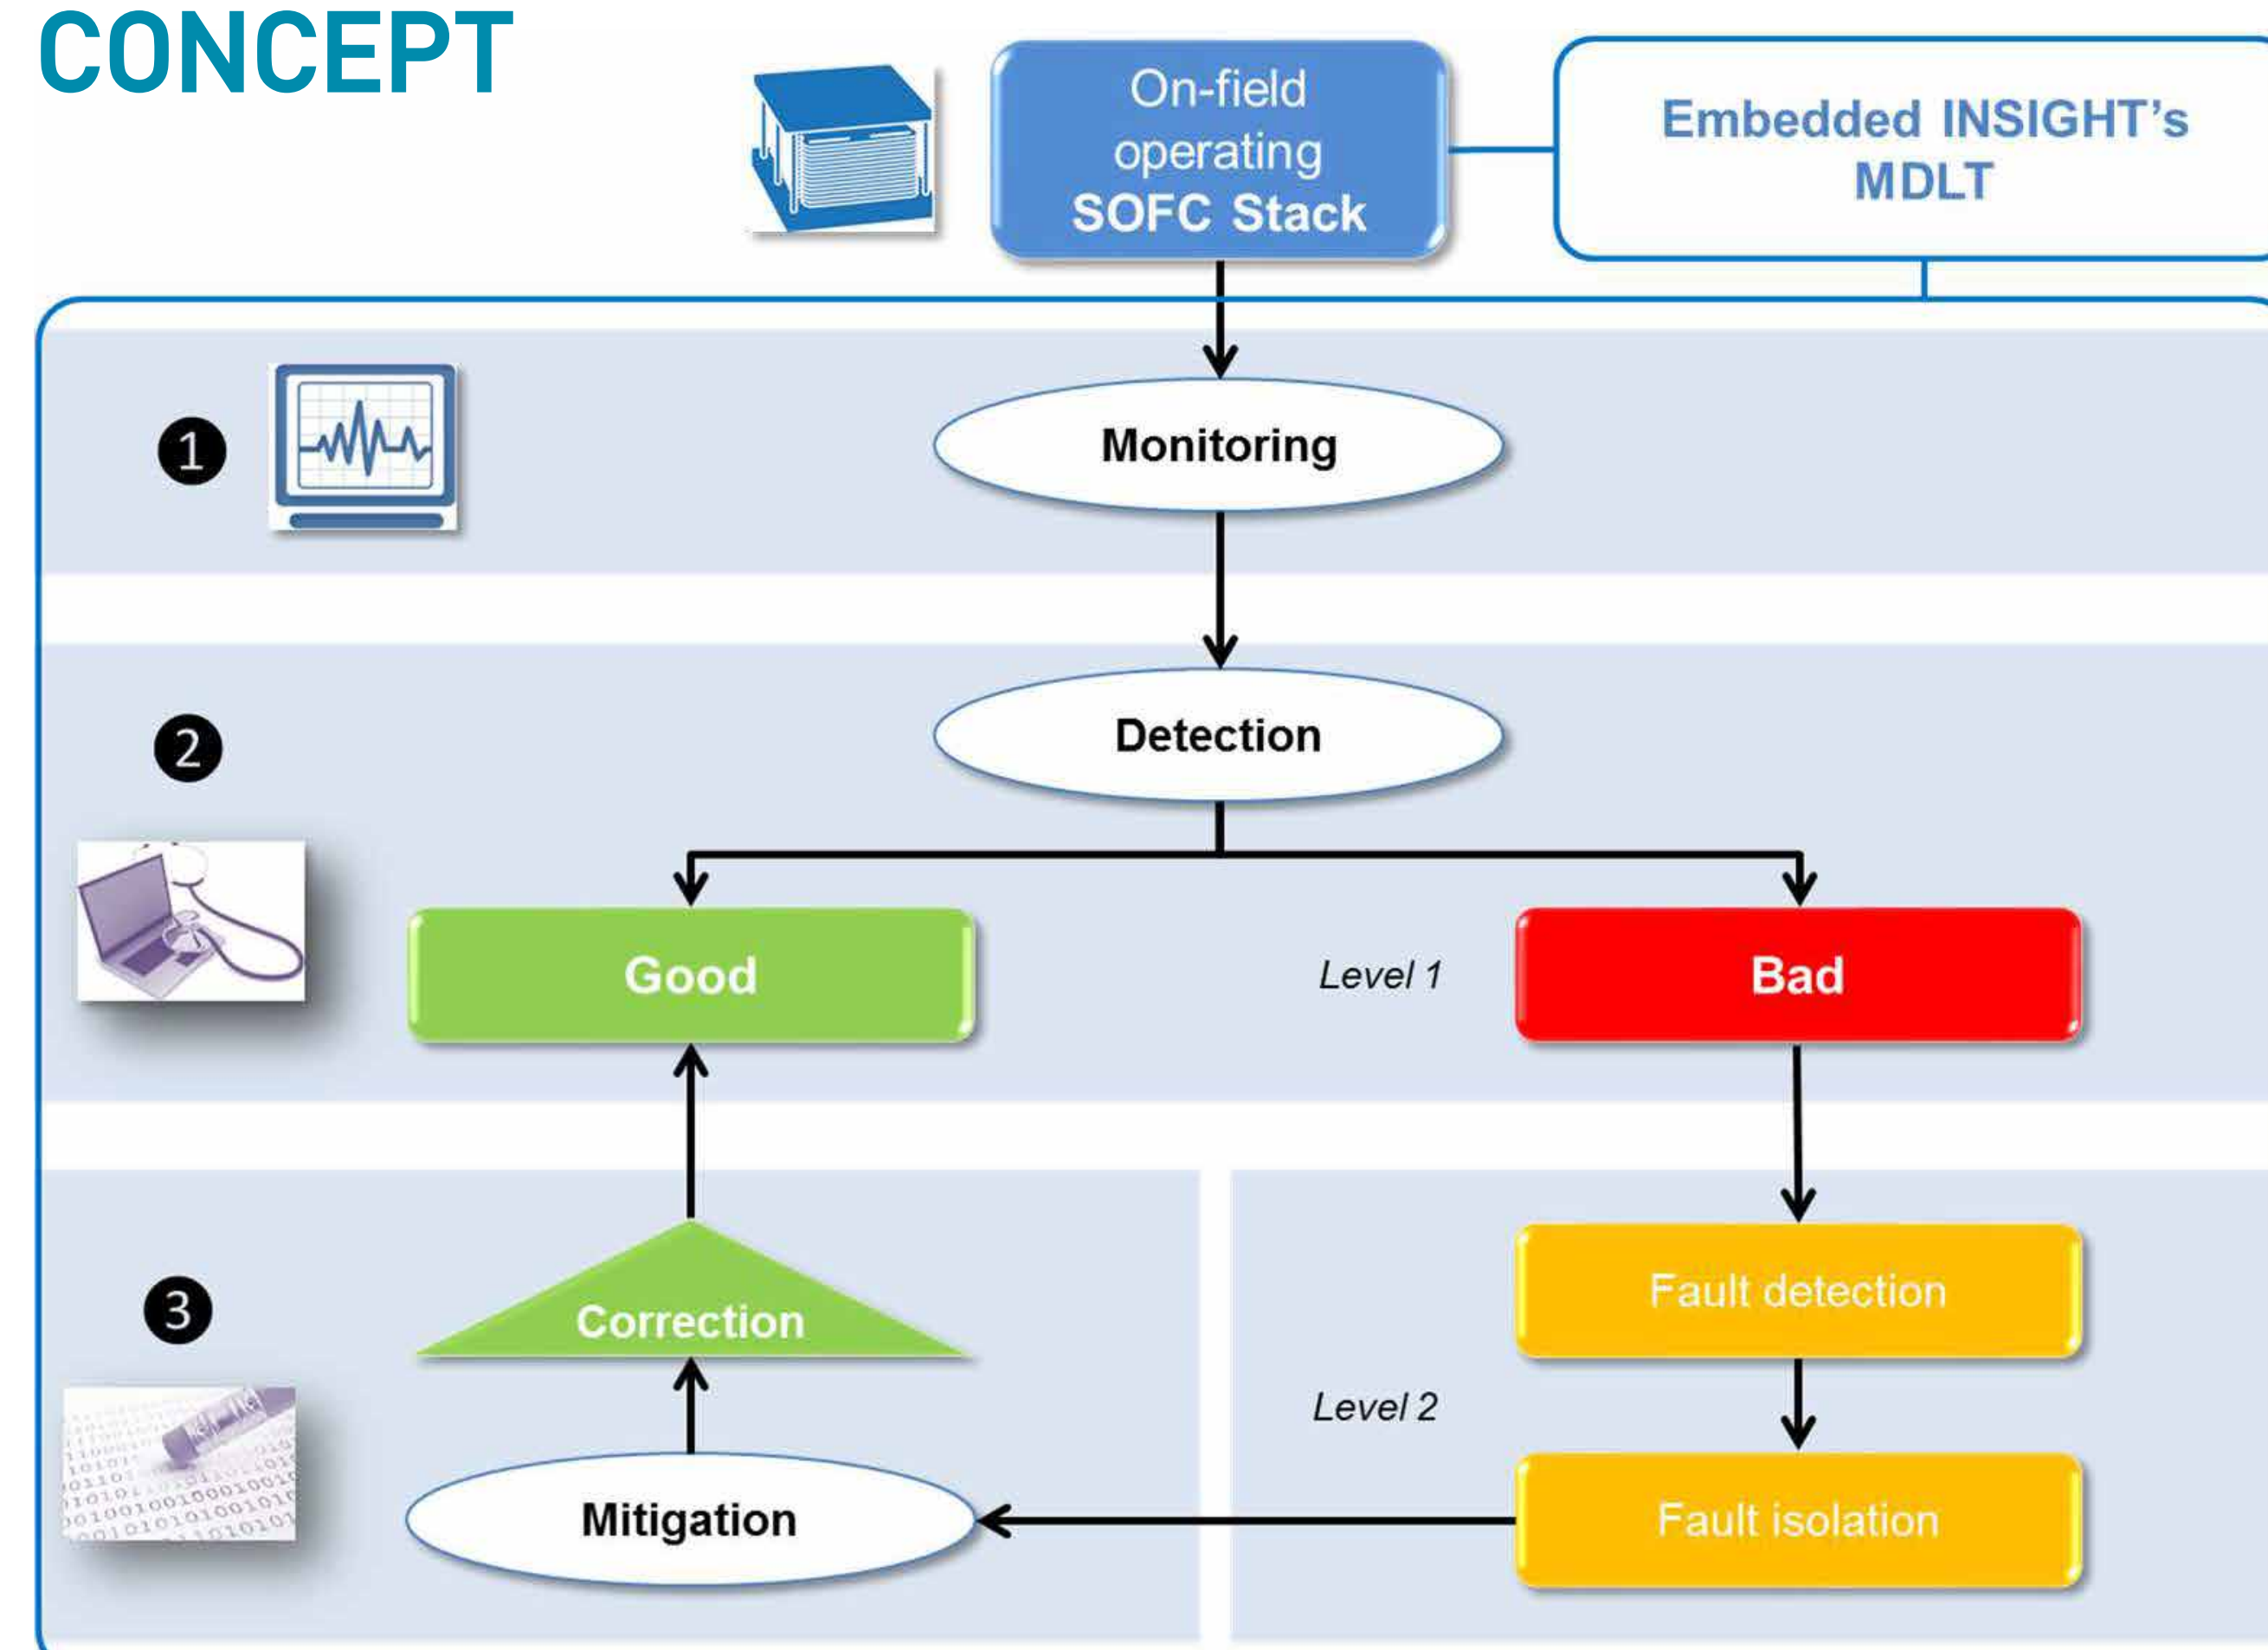 CONCEPT
On-field
operating
SOFC Stack
Embedded INSIGHT's
MDLT
1
Monitoring
2
Detection
Good
Level 1
Bad
3
Correction
Fault detection
Level 2
Mitigation
Fault isolation